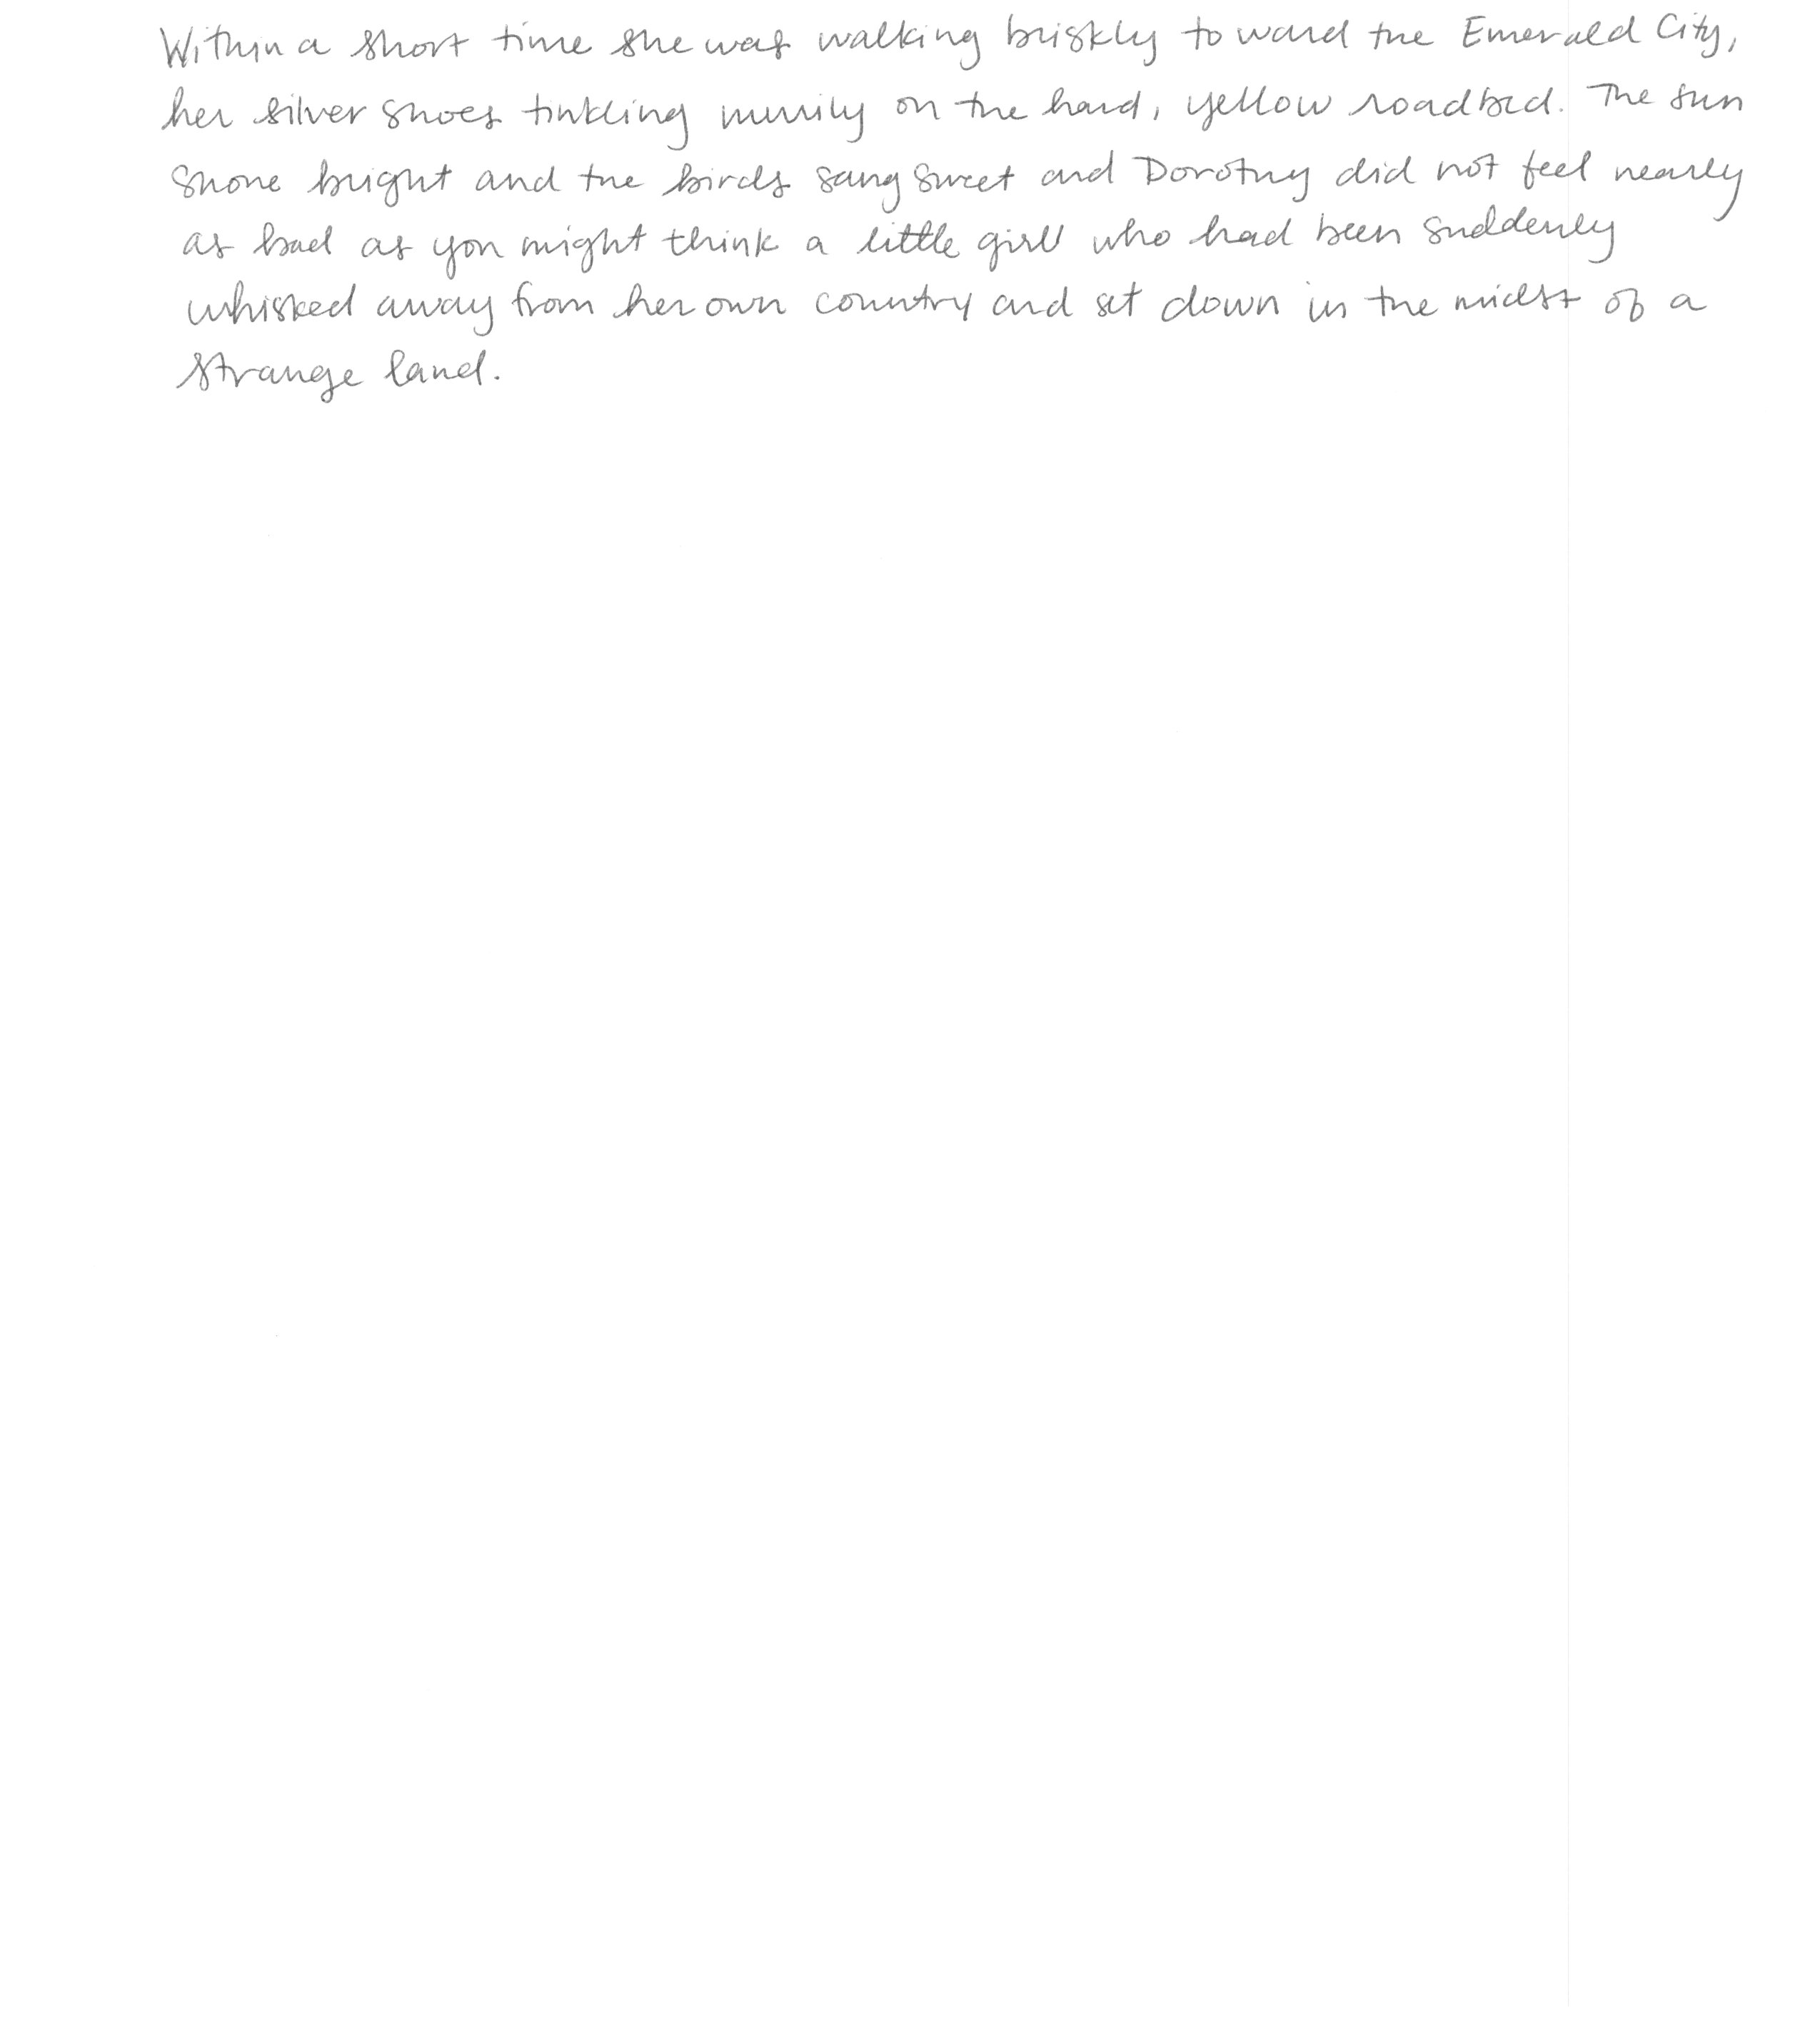 Within a short time she was walking briskly toward the Emerald City,
her silver shoes tinkling merrily on the hard, yellow roadbed. The sun
shone bright and the birds sang sweet and Dorothy did not feel nearly
as bad as you might think a little girl who had been suddenly
whisked away from her own country and set down in the midst of a
strange land.